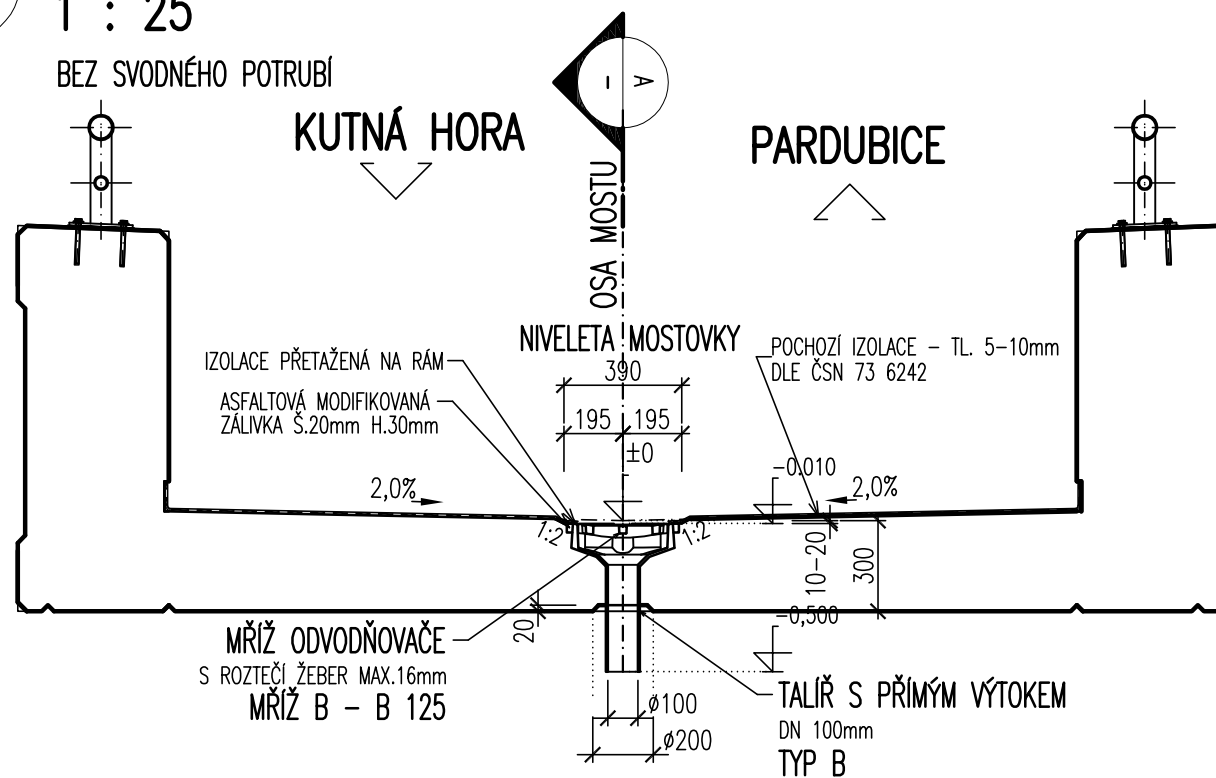 1 : 25
BEZ SVODNÉHO POTRUBÍ
KUTNÁ HORA
PARDUBICE
A
–
OSA MOSTU
NIVELETA MOSTOVKY
IZOLACE PŘETAŽENÁ NA RÁM
ASFALTOVÁ MODIFIKOVANÁ
ZÁLIVKA Š.20mm H.30mm
POCHOZÍ IZOLACE – TL. 5–10mm
DLE ČSN 73 6242
390
195
195
±0
-0,010
2,0%
2,0%
1:2
1:2
10-20
300
20
-0,500
MŘÍŽ ODVODŇOVAČE
S ROZTEČÍ ŽEBER MAX.16mm
MŘÍŽ B – B 125
TALÍŘ S PŘÍMÝM VÝTOKEM
DN 100mm
TYP B
ø100
ø200